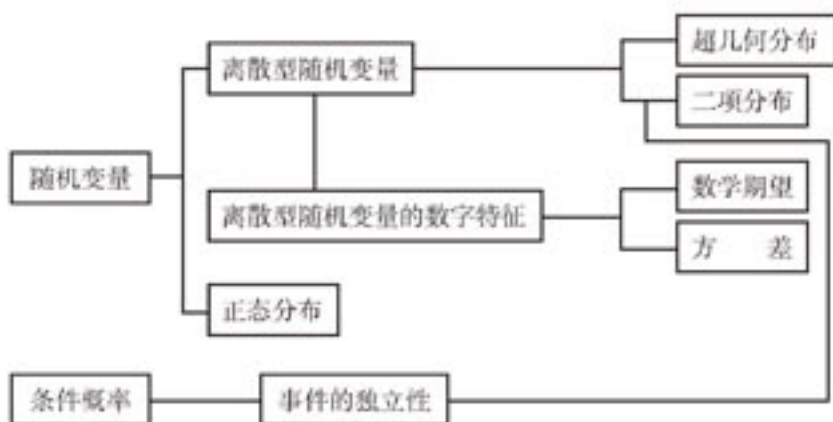 超几何分布
离散型随机变量
二项分布
随机变量
数学期望
离散型随机变量的数字特征
方 差
正态分布
条件概率
事件的独立性